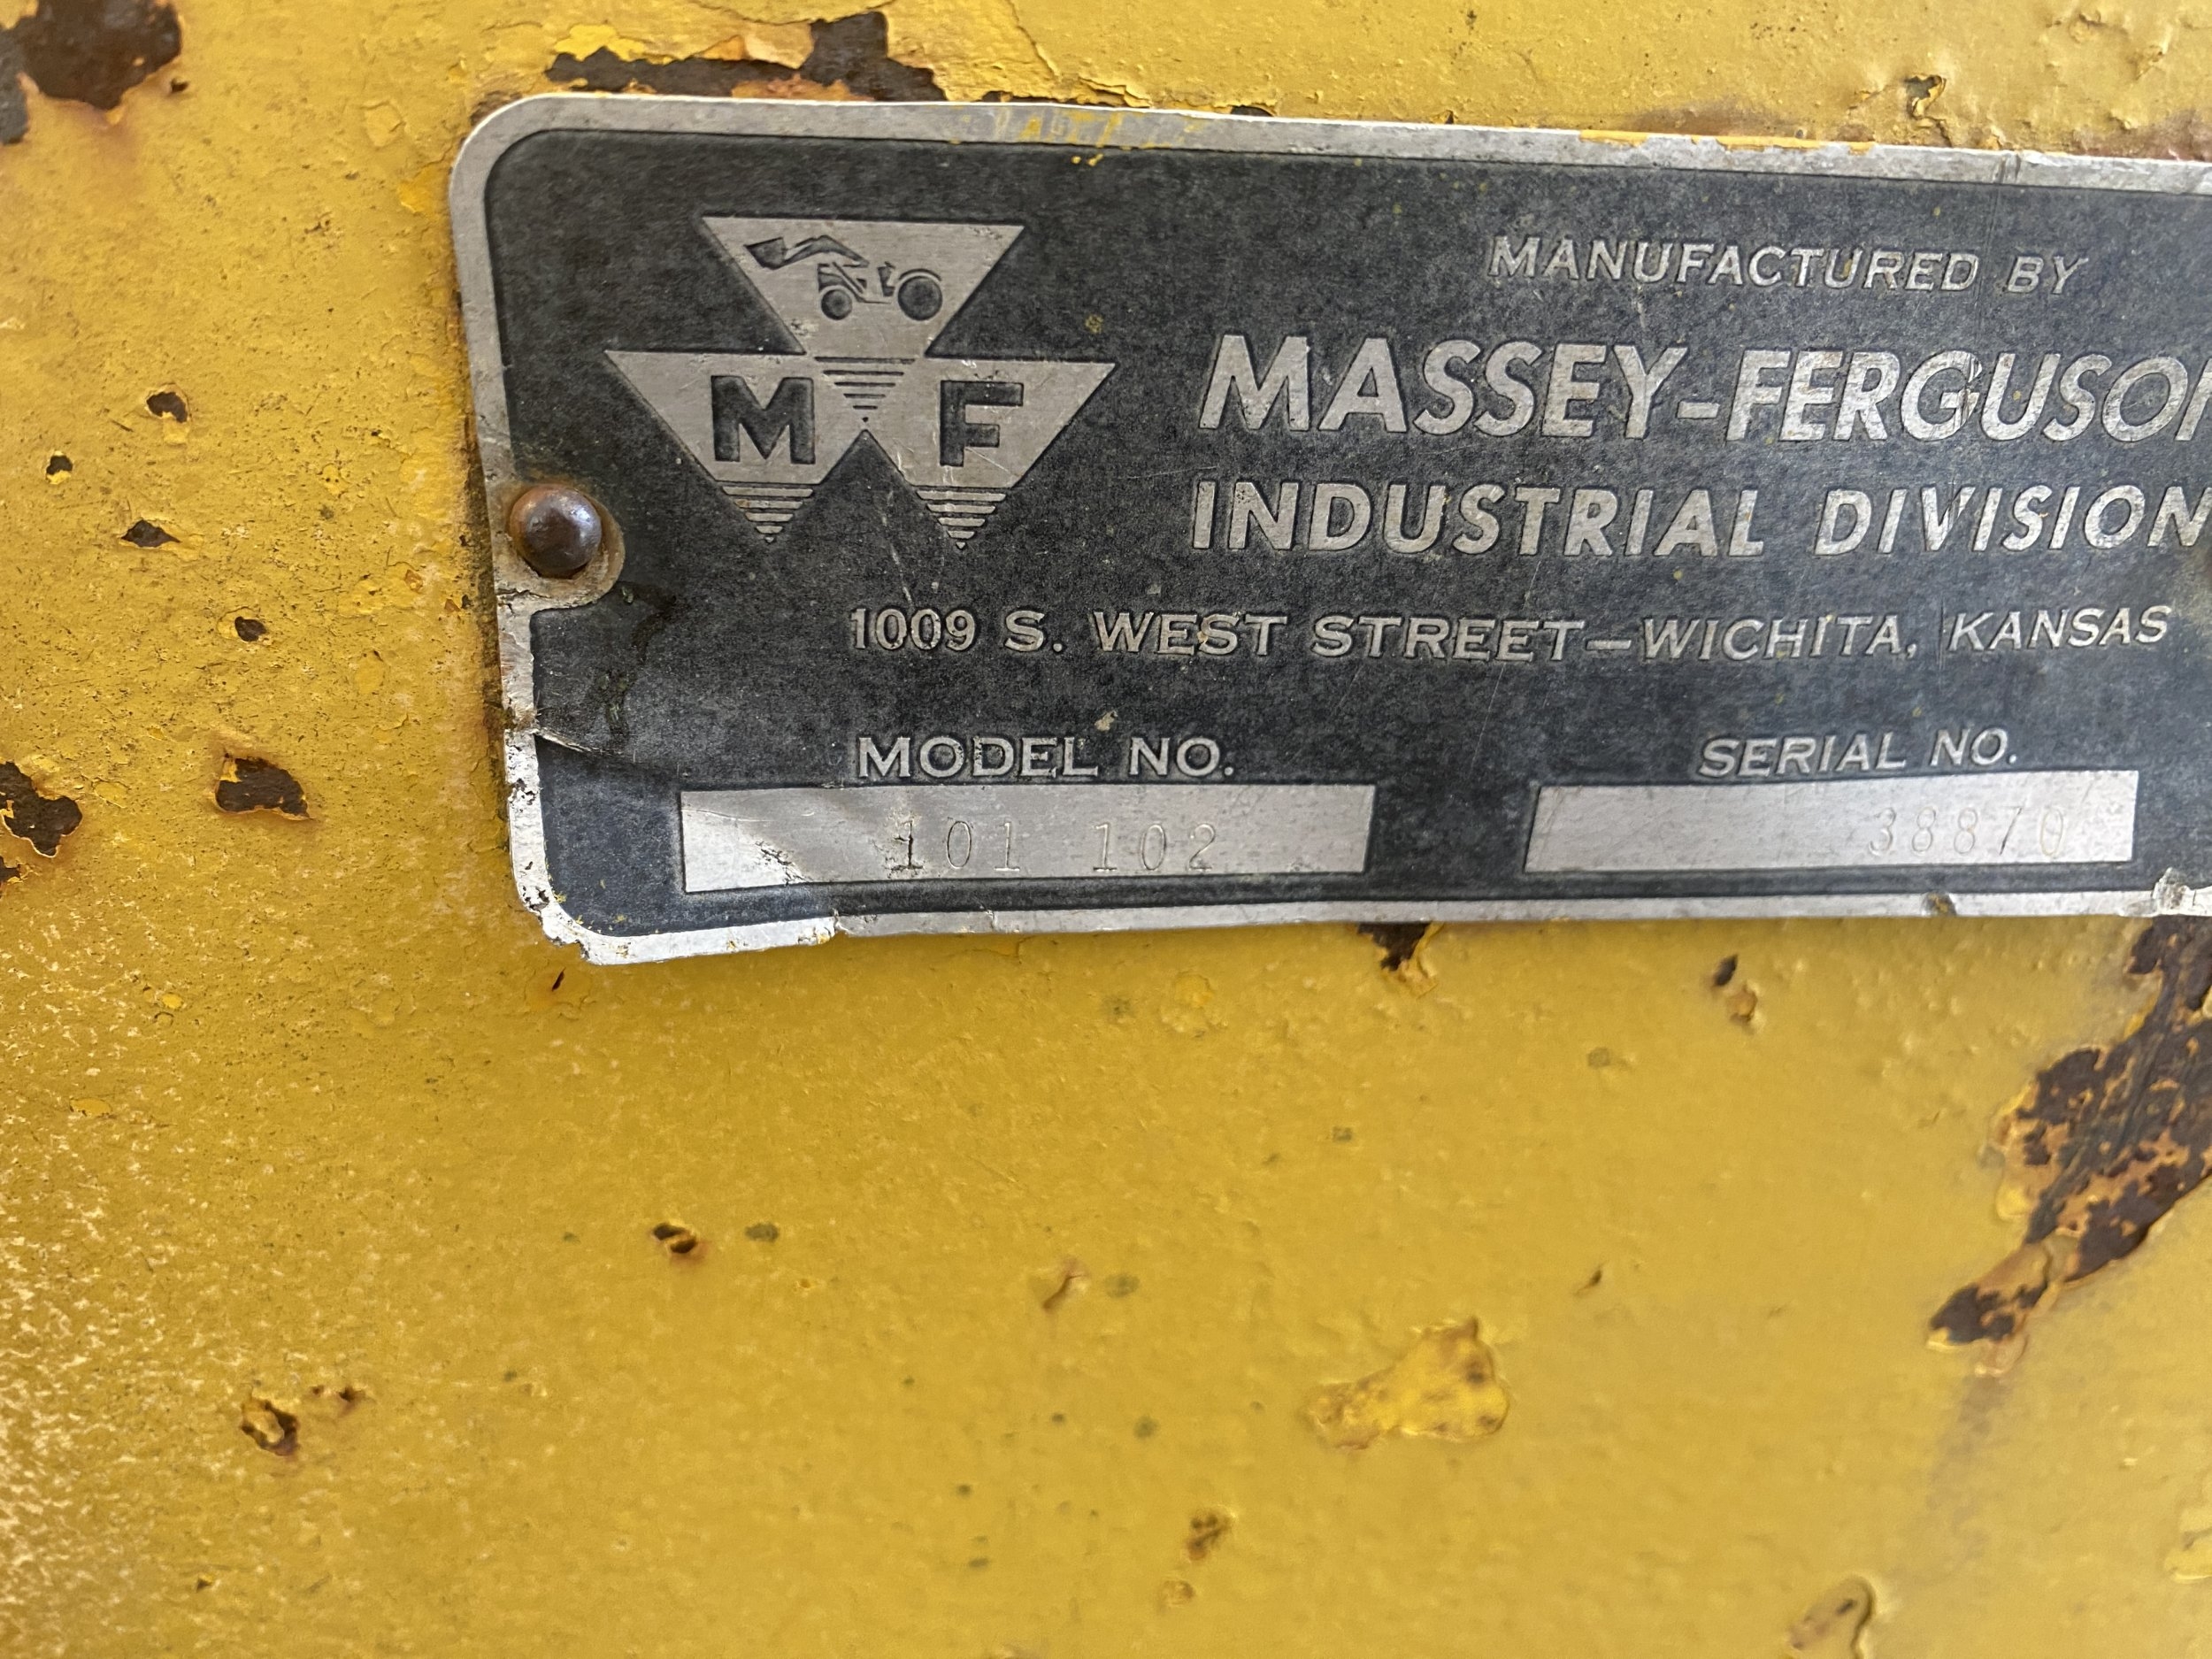 M F
MANUFACTURED BY
MASSEY-FERGUSON
INDUSTRIAL DIVISION
1009 S. WEST STREET—WICHITA, KANSAS
MODEL NO.
SERIAL NO.
101 102
38870